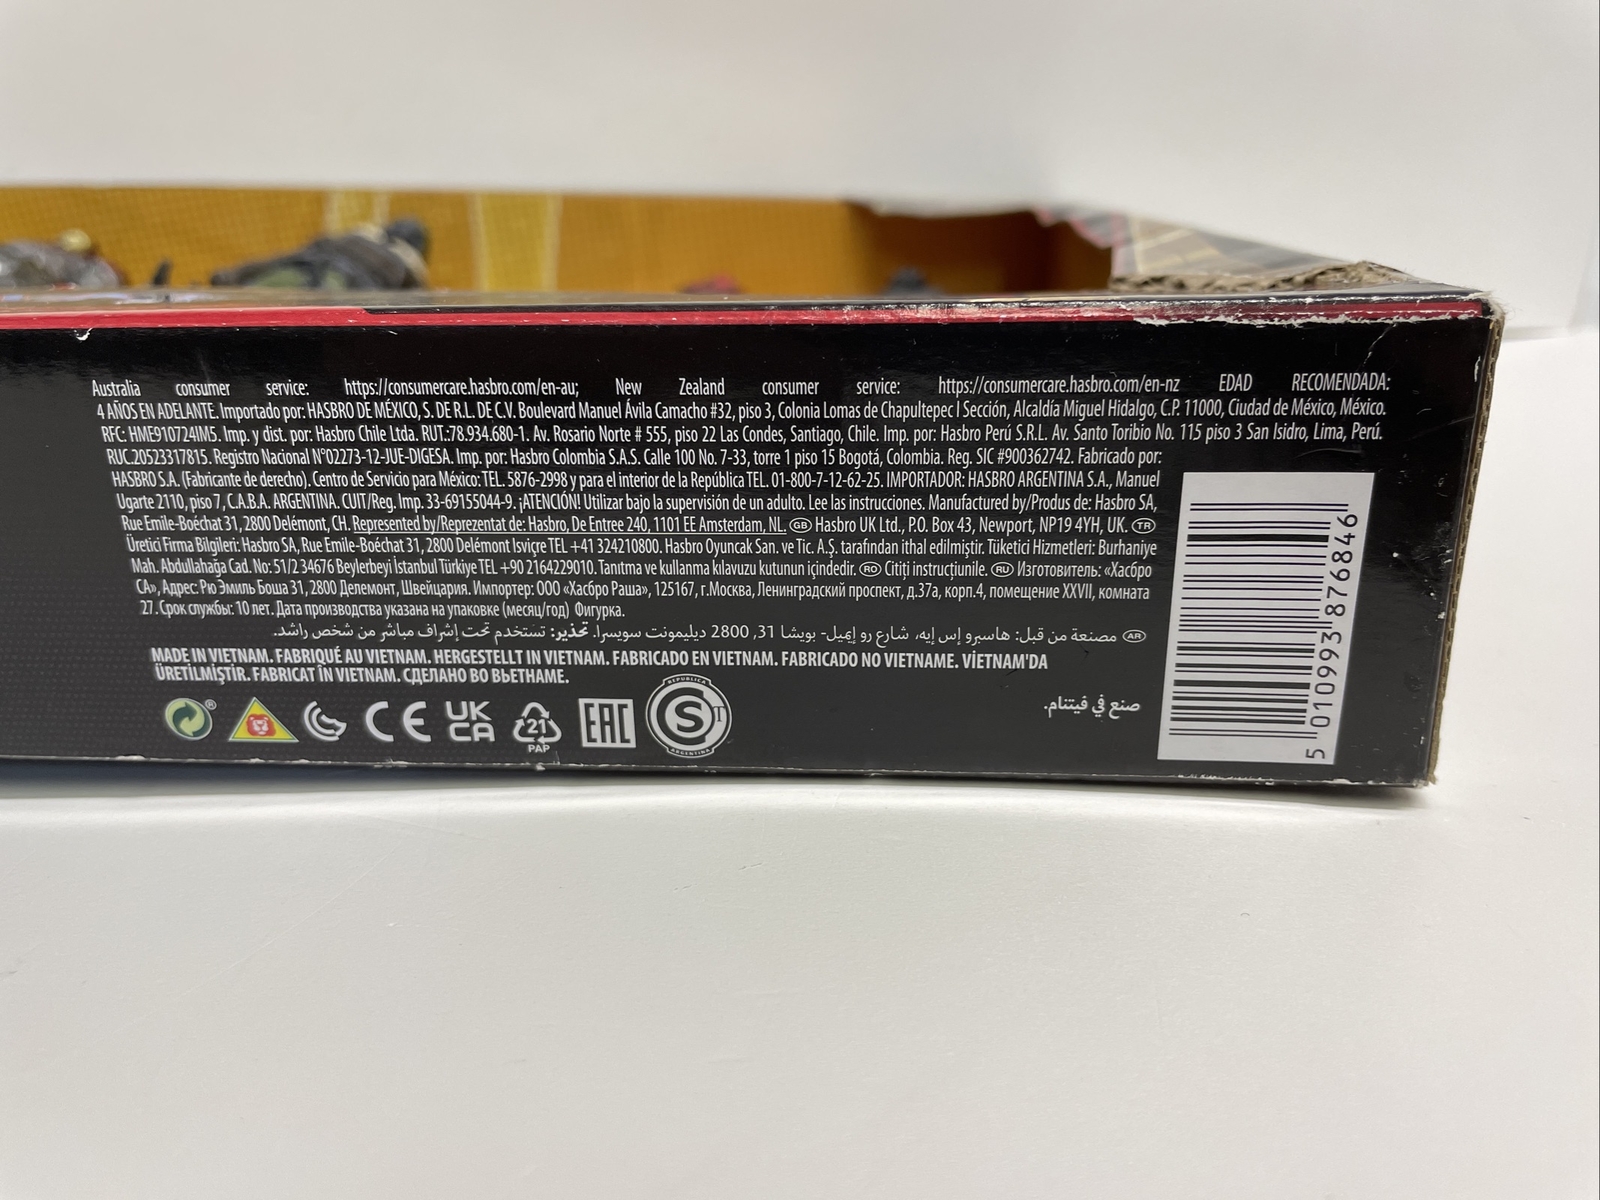 Australia consumer service: https://consumercare.hasbro.com/en-au; New Zealand consumer service: https://consumercare.hasbro.com/en-nz EDAD RECOMENDADA:
4 AÑOS EN ADELANTE. Importado por: HASBRO DE MÉXICO, S. DE R.L. DE C.V. Boulevard Manuel Ávila Camacho #32, piso 3, Colonia Lomas de Chapultepec I Sección, Alcaldía Miguel Hidalgo, C.P. 11000, Ciudad de México, México.
RFC: HME910724IM5. Imp. y dist. por: Hasbro Chile Ltda. RUT.:78.934.680-1. Av. Rosario Norte # 555, piso 22 Las Condes, Santiago, Chile. Imp. por: Hasbro Perú S.R.L. Av. Santo Toribio No. 115 piso 3 San Isidro, Lima, Perú.
RUC.20523317815. Registro Nacional N°02273-12-JUE-DIGESA. Imp. por: Hasbro Colombia S.A.S. Calle 100 No. 7-33, torre 1 piso 15 Bogotá, Colombia. Reg. SIC #900362742. Fabricado por:
HASBRO S.A. (Fabricante de derecho). Centro de Servicio para México: TEL. 5876-2998 y para el interior de la República TEL. 01-800-7-12-62-25. IMPORTADOR: HASBRO ARGENTINA S.A., Manuel
Ugarte 2110, piso 7, C.A.B.A. ARGENTINA. CUIT/Reg. Imp. 33-69155044-9. ¡ATENCIÓN! Utilizar bajo la supervisión de un adulto. Lee las instrucciones. Manufactured by/Produs de: Hasbro SA,
Rue Emile-Boéchat 31, 2800 Delémont, CH. Represented by/Reprezentat de: Hasbro, De Entree 240, 1101 EE Amsterdam, NL. GB Hasbro UK Ltd., P.O. Box 43, Newport, NP19 4YH, UK. TR
Üretici Firma Bilgileri: Hasbro SA, Rue Emile-Boéchat 31, 2800 Delémont Isviçre TEL +41 324210800. Hasbro Oyuncak San. ve Tic. A.Ş. tarafından ithal edilmiştir. Tüketici Hizmetleri: Burhaniye
Mah. Abdullahağa Cad. No: 51/2 34676 Beylerbeyi İstanbul Türkiye TEL +90 2164229010. Tanıtma ve kullanma kılavuzu kutunun içindedir. RO Citiți instrucțiunile. RU Изготовитель: «Хасбро
СА», Адрес: Рю Эмиль Боша 31, 2800 Делемонт, Швейцария. Импортер: ООО «Хасбро Раша», 125167, г.Москва, Ленинградский проспект, д.37а, корп.4, помещение XXVII, комната
27. Срок службы: 10 лет. Дата производства указана на упаковке (месяц/год) Фигурка.
AR مصنعة من قبل: هاسبرو إس إيه، شارع رو إيميل- بويشا 31, 2800 ديليمونت سويسرا. تحذير: تستخدم تحت إشراف مباشر من شخص راشد.
MADE IN VIETNAM. FABRIQUÉ AU VIETNAM. HERGESTELLT IN VIETNAM. FABRICADO EN VIETNAM. FABRICADO NO VIETNAME. VİETNAM'DA
ÜRETİLMİŞTİR. FABRICAT ÎN VIETNAM. СДЕЛАНО ВО ВЬЕТНАМЕ.
صنع في فيتنام.
® CE UK CA 21 PAP EAC REPUBLICA S T ARGENTINA
5 010993 876846